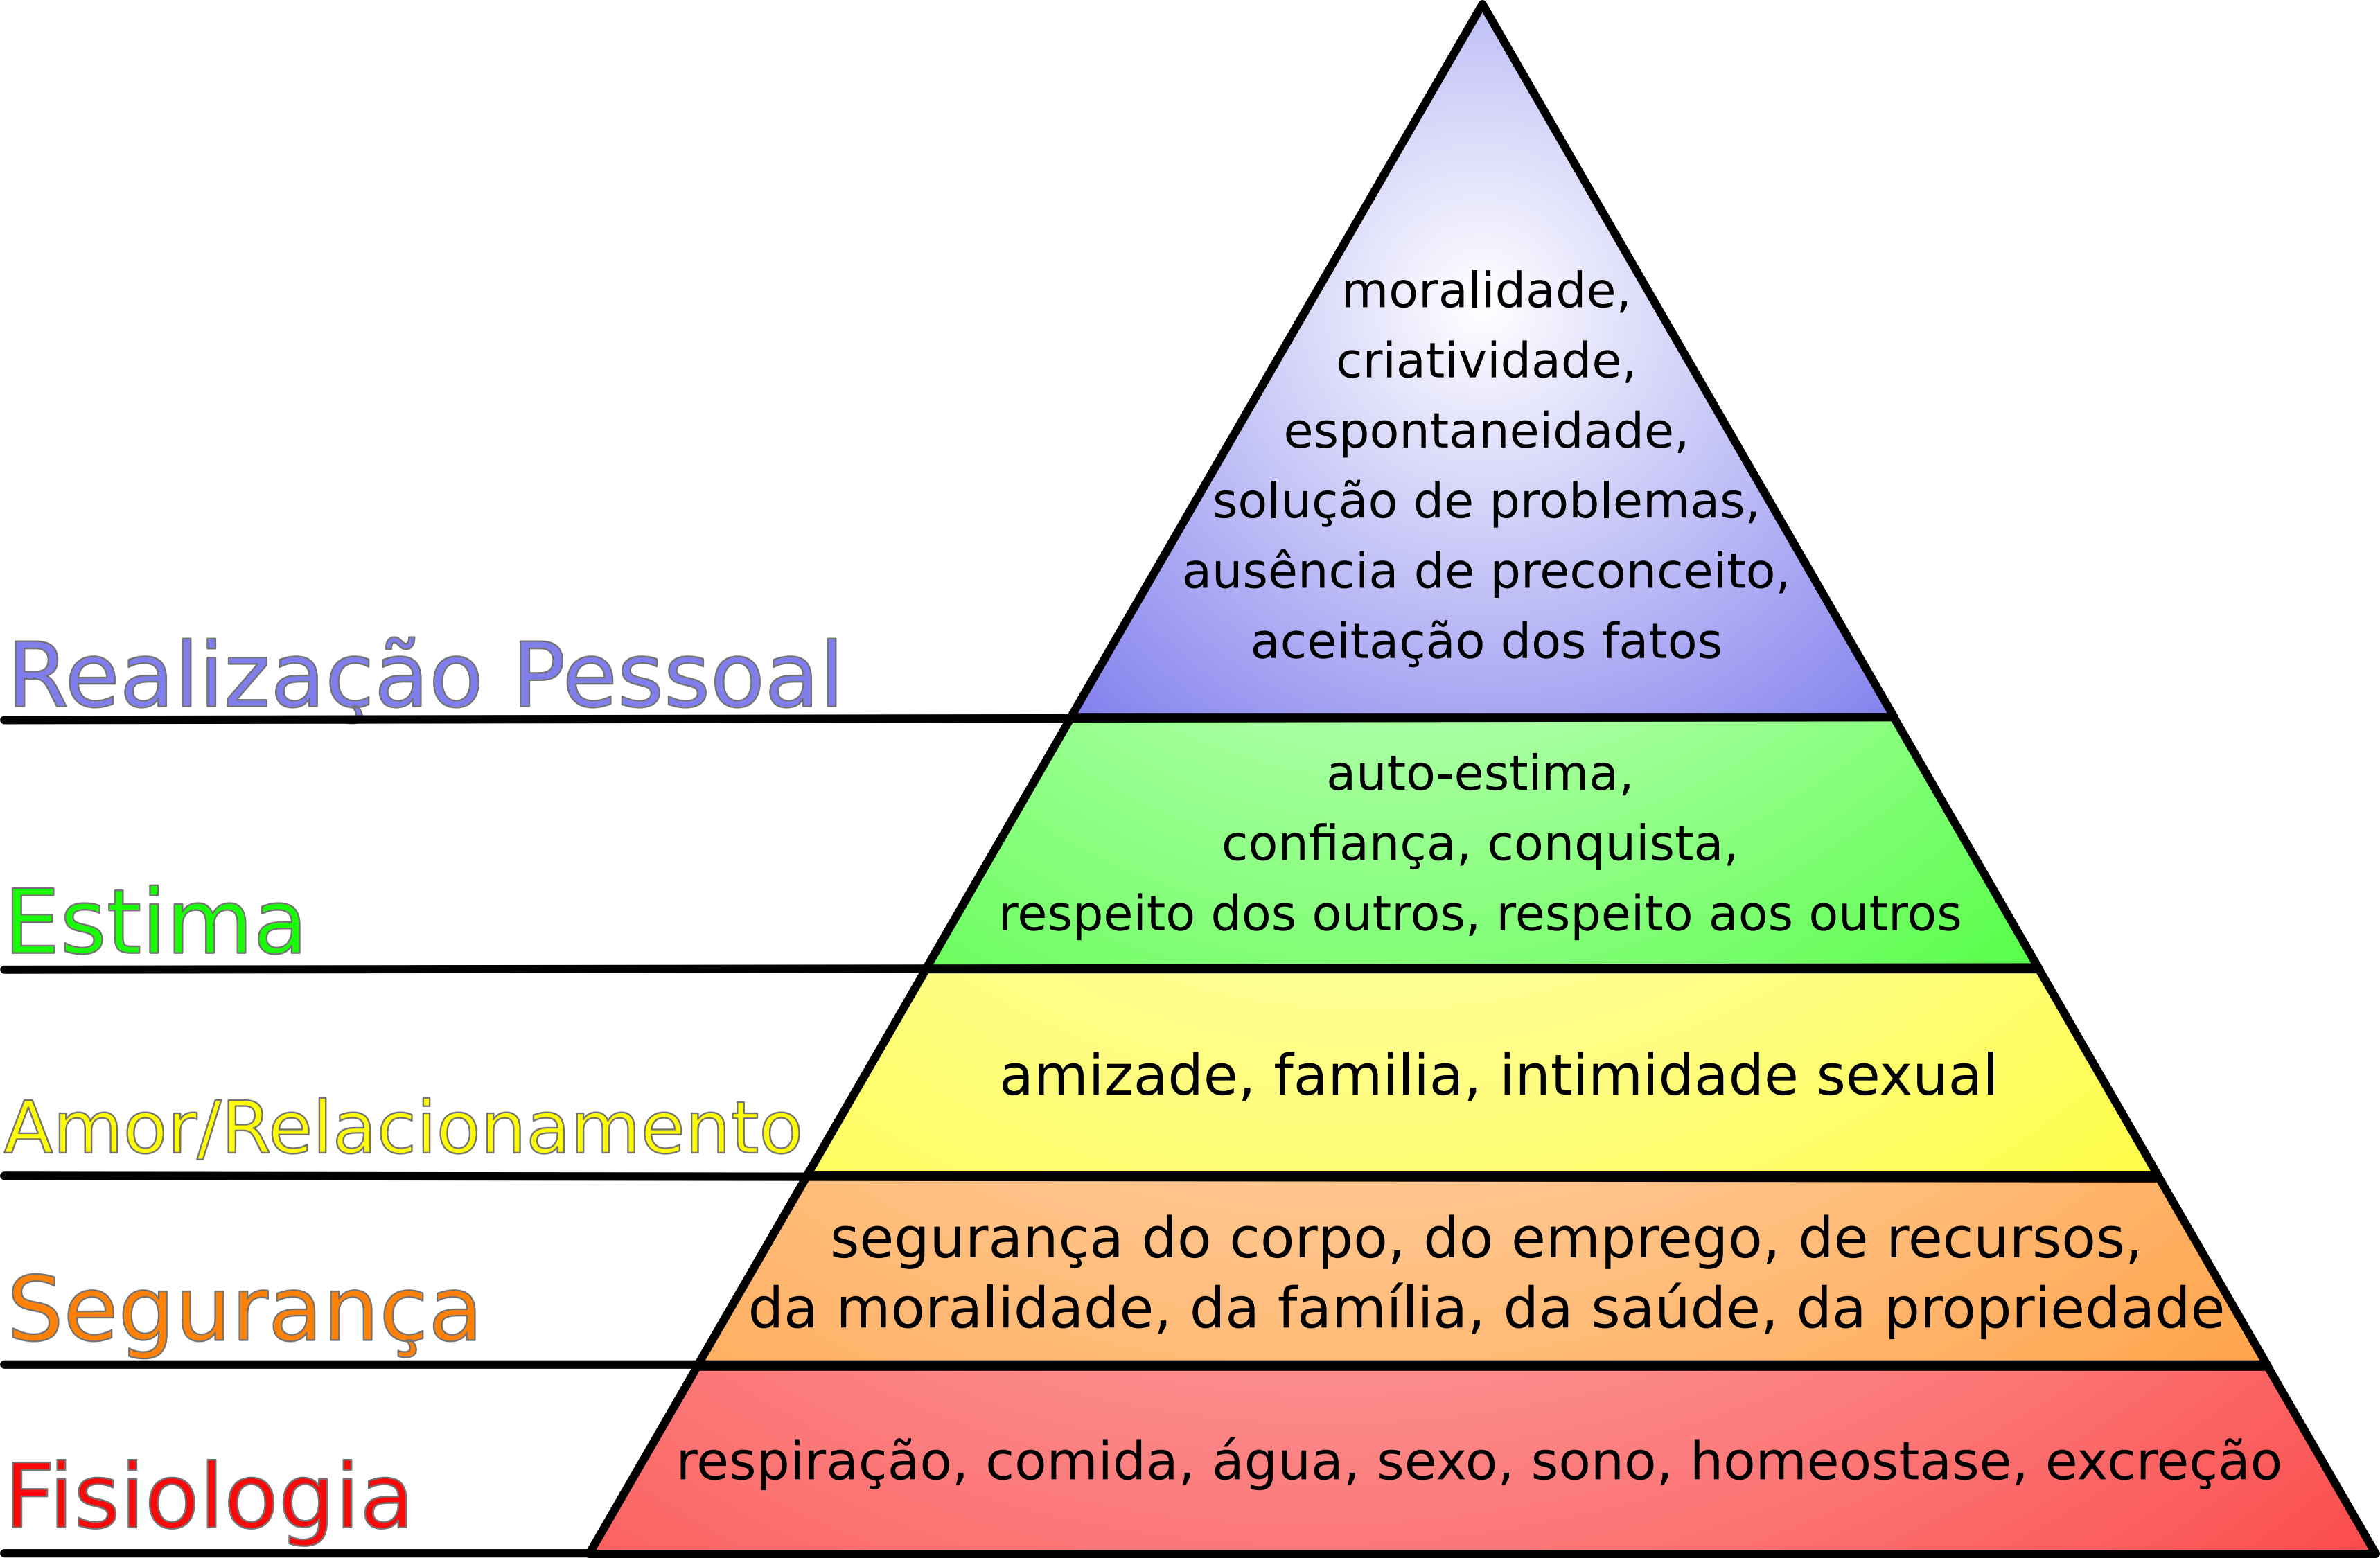 moralidade,
criatividade,
espontaneidade,
solução de problemas,
ausência de preconceito,
aceitação dos fatos
Realização Pessoal
auto-estima,
confiança, conquista,
respeito dos outros, respeito aos outros
Estima
amizade, familia, intimidade sexual
Amor/Relacionamento
segurança do corpo, do emprego, de recursos,
da moralidade, da família, da saúde, da propriedade
Segurança
respiração, comida, água, sexo, sono, homeostase, excreção
Fisiologia